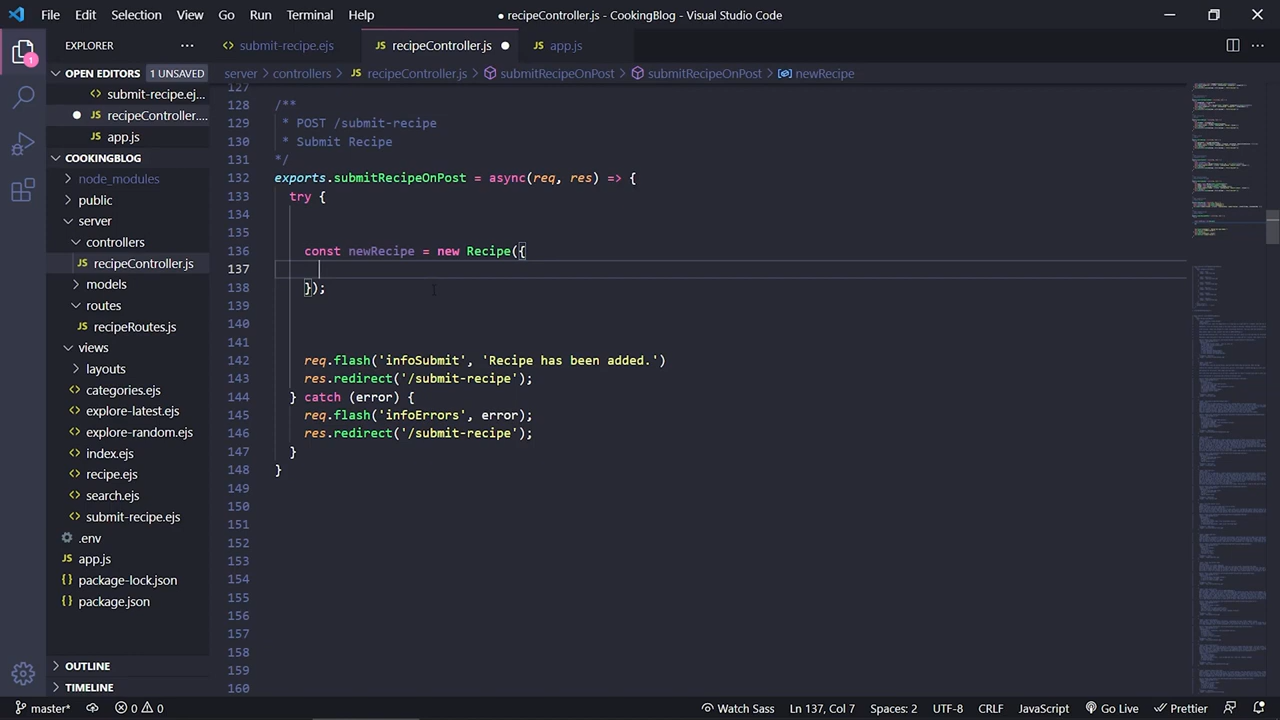 File Edit Selection View Go Run Terminal Help
● recipeController.js - CookingBlog - Visual Studio Code
EXPLORER
submit-recipe.ejs
recipeController.js
app.js
OPEN EDITORS 1 UNSAVED
server > controllers > recipeController.js > submitRecipeOnPost > submitRecipeOnPost > newRecipe
submit-recipe.ej...
recipeController....
app.js
COOKINGBLOG
node_modules
public
server
controllers
recipeController.js
models
routes
recipeRoutes.js
views
layouts
categories.ejs
explore-latest.ejs
explore-random.ejs
index.ejs
recipe.ejs
search.ejs
submit-recipe.ejs
.env
app.js
package-lock.json
package.json
OUTLINE
TIMELINE
127
128 /**
129 * POST /submit-recipe
130 * Submit Recipe
131 */
132 exports.submitRecipeOnPost = async(req, res) => {
133 try {
134
135
136 const newRecipe = new Recipe({
137
138 });
139
140
141
142 req.flash('infoSubmit', 'Recipe has been added.')
143 res.redirect('/submit-recipe');
144 } catch (error) {
145 req.flash('infoErrors', error);
146 res.redirect('/submit-recipe');
147 }
148 }
149
150
151
152
153
154
155
156
157
158
159
160
master* 0 0 Watch Sass Ln 137, Col 7 Spaces: 2 UTF-8 CRLF JavaScript Go Live Prettier
1